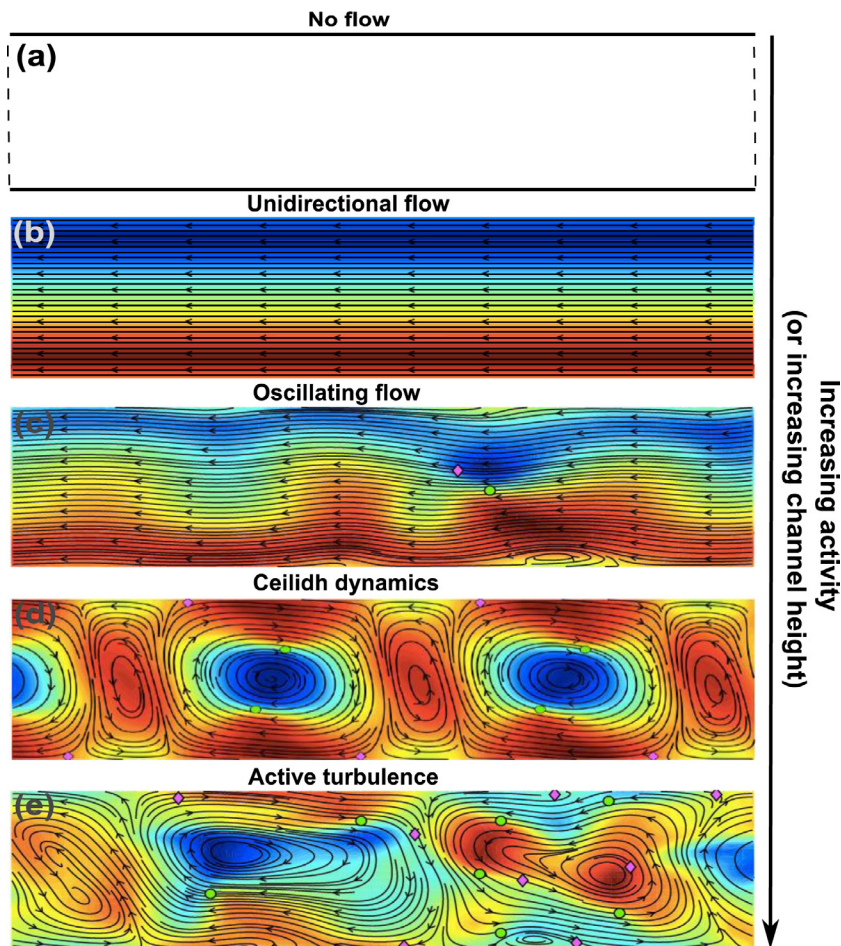 No flow
(a)
Unidirectional flow
(b)
Oscillating flow
(c)
Ceilidh dynamics
(d)
Active turbulence
(e)
Increasing activity
(or increasing channel height)